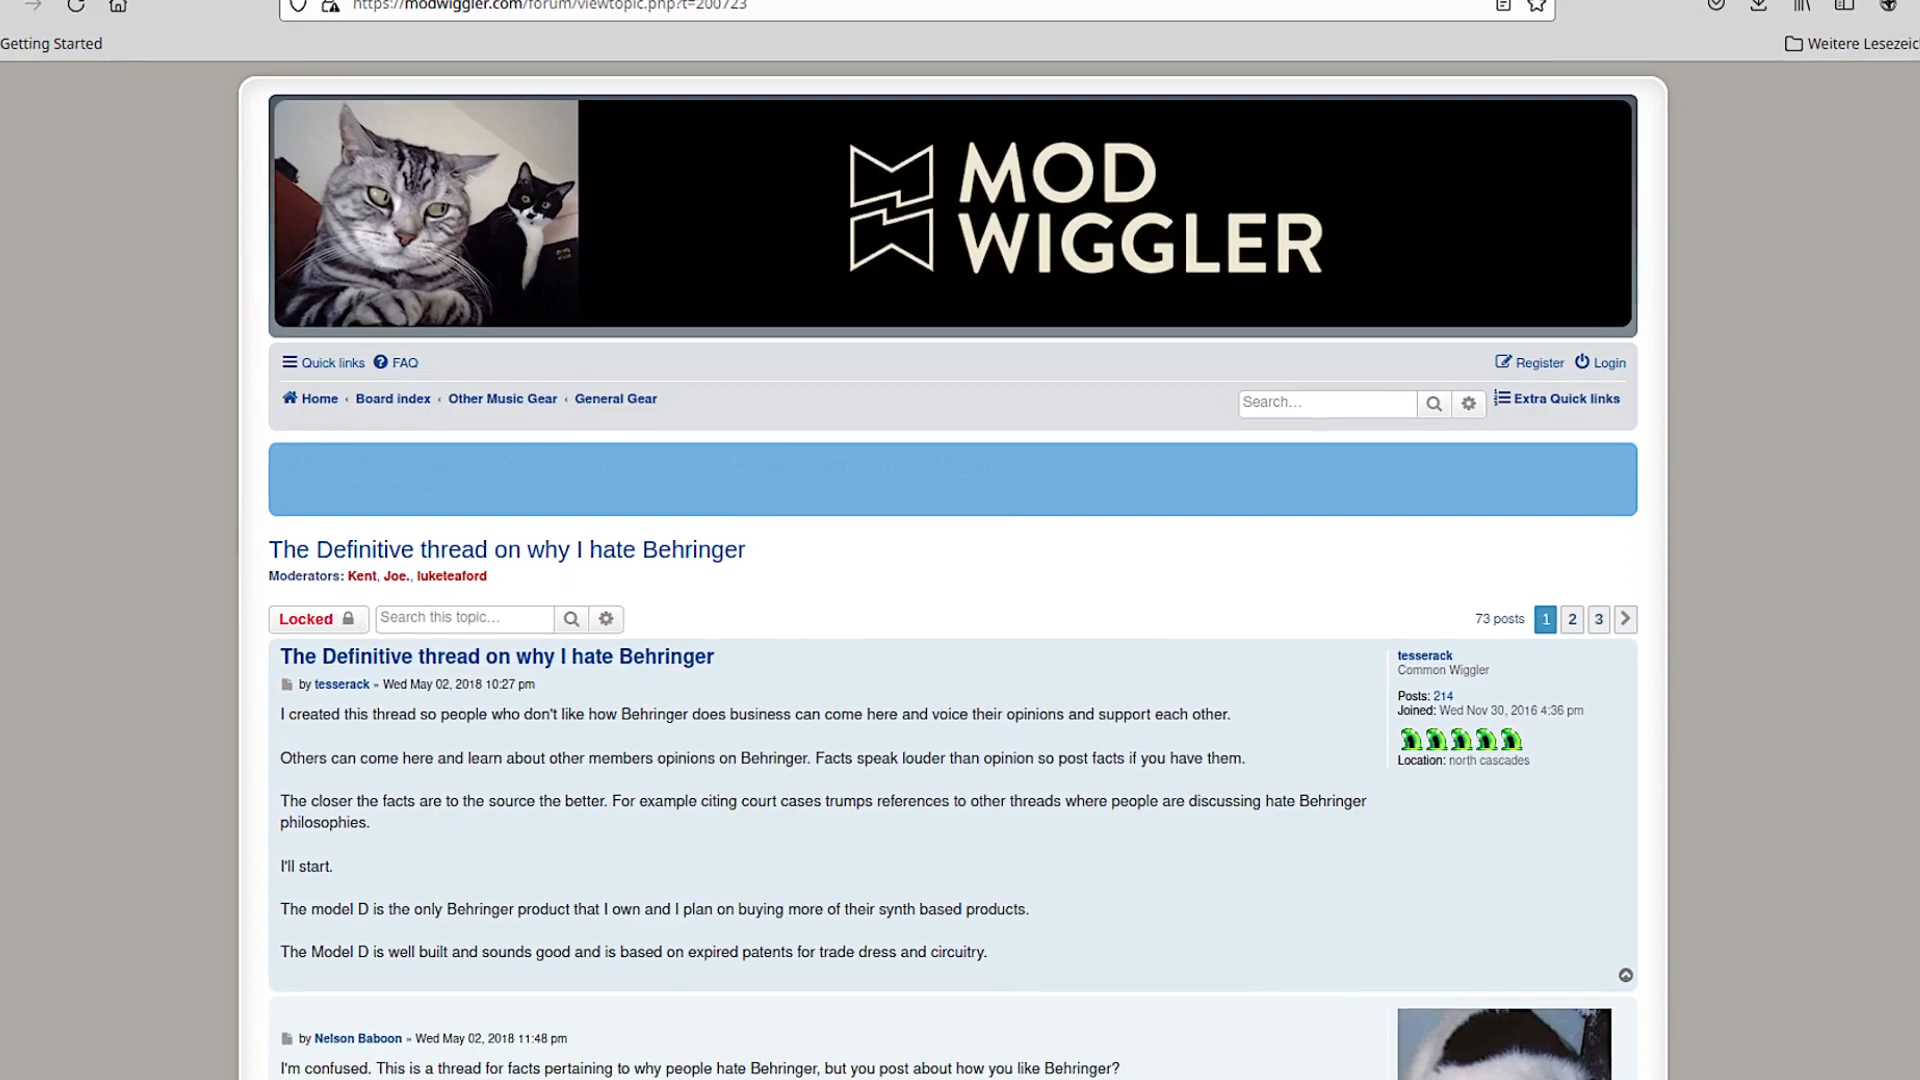 https://modwiggler.com/forum/viewtopic.php?t=200723
Getting Started
Weitere Lesezeic
MOD
WIGGLER
Quick links FAQ
Register Login
Home ‹ Board index ‹ Other Music Gear ‹ General Gear
Search…
Extra Quick links
The Definitive thread on why I hate Behringer
Moderators: Kent, Joe., luketeaford
Locked
Search this topic…
73 posts 1 2 3
The Definitive thread on why I hate Behringer
by tesserack » Wed May 02, 2018 10:27 pm
I created this thread so people who don't like how Behringer does business can come here and voice their opinions and support each other.
Others can come here and learn about other members opinions on Behringer. Facts speak louder than opinion so post facts if you have them.
The closer the facts are to the source the better. For example citing court cases trumps references to other threads where people are discussing hate Behringer
philosophies.
I'll start.
The model D is the only Behringer product that I own and I plan on buying more of their synth based products.
The Model D is well built and sounds good and is based on expired patents for trade dress and circuitry.
tesserack
Common Wiggler
Posts: 214
Joined: Wed Nov 30, 2016 4:36 pm
Location: north cascades
by Nelson Baboon » Wed May 02, 2018 11:48 pm
I'm confused. This is a thread for facts pertaining to why people hate Behringer, but you post about how you like Behringer?